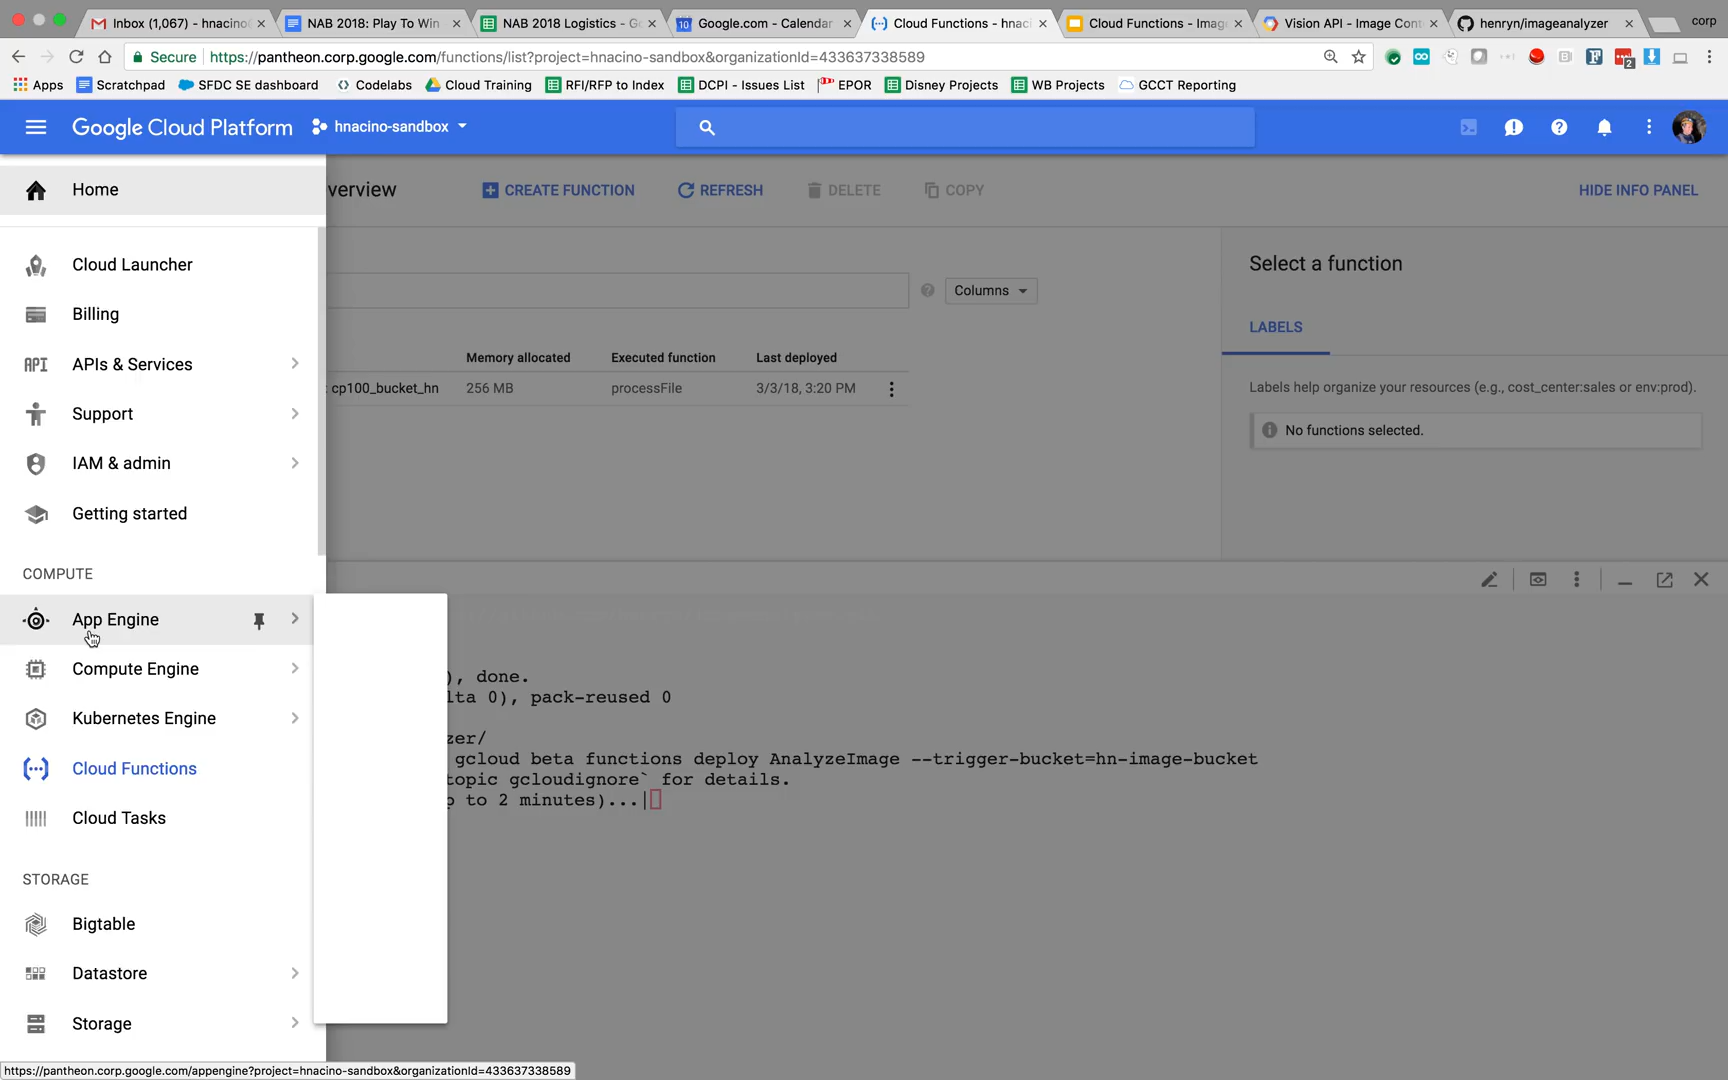 Inbox (1,067) - hnacino
NAB 2018: Play To Win
NAB 2018 Logistics - G
10 Google.com - Calendar
Cloud Functions - hnaci
Cloud Functions - Imag
Vision API - Image Cont
henryn/imageanalyzer
corp
Secure https://pantheon.corp.google.com/functions/list?project=hnacino-sandbox&organizationId=433637338589
2
Apps Scratchpad SFDC SE dashboard Codelabs Cloud Training RFI/RFP to Index DCPI - Issues List EPOR Disney Projects WB Projects GCCT Reporting
Google Cloud Platform hnacino-sandbox
Home
verview
CREATE FUNCTION REFRESH DELETE COPY
HIDE INFO PANEL
Cloud Launcher
Billing
API APIs & Services
Support
IAM & admin
Getting started
COMPUTE
App Engine
Compute Engine
Kubernetes Engine
Cloud Functions
Cloud Tasks
STORAGE
Bigtable
Datastore
Storage
Columns
Memory allocated Executed function Last deployed
cp100_bucket_hn 256 MB processFile 3/3/18, 3:20 PM
Select a function
LABELS
Labels help organize your resources (e.g., cost_center:sales or env:prod).
No functions selected.
), done.
lta 0), pack-reused 0
zer/
gcloud beta functions deploy AnalyzeImage --trigger-bucket=hn-image-bucket
topic gcloudignore` for details.
p to 2 minutes)...|
https://pantheon.corp.google.com/appengine?project=hnacino-sandbox&organizationId=433637338589